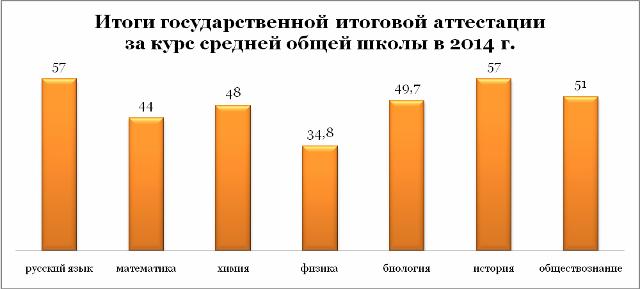 Итоги государственной итоговой аттестации
за курс средней общей школы в 2014 г.
57
44
48
34,8
49,7
57
51
русский язык
математика
химия
физика
биология
история
обществознание